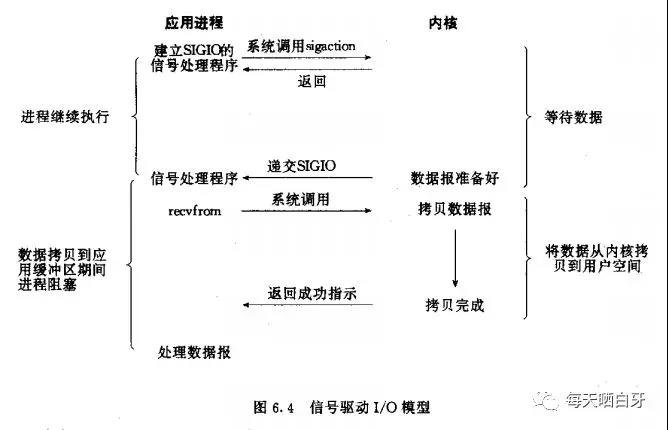 应用进程
内核
建立SIGIO的
信号处理程序
系统调用sigaction
返回
进程继续执行
等待数据
信号处理程序
递交SIGIO
数据报准备好
recvfrom
系统调用
拷贝数据报
数据拷贝到应
用缓冲区期间
进程阻塞
将数据从内核拷
贝到用户空间
返回成功指示
拷贝完成
处理数据报
图 6.4 信号驱动 I/O 模型
每天晒白牙